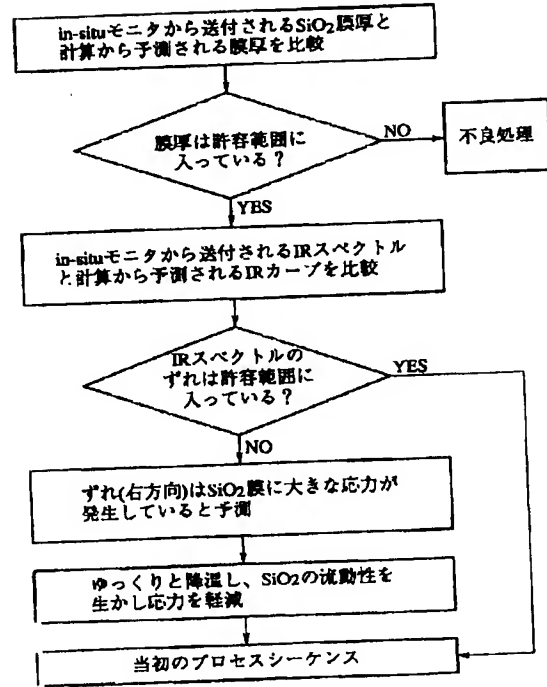 in-situモニタから送付されるSiO₂膜厚と
計算から予測される膜厚を比較
膜厚は許容範囲に
入っている？
NO
不良処理
YES
in-situモニタから送付されるIRスペクトル
と計算から予測されるIRカーブを比較
IRスペクトルの
ずれは許容範囲に
入っている？
YES
NO
ずれ(右方向)はSiO₂膜に大きな応力が
発生していると予測
ゆっくりと降温し、SiO₂の流動性を
生かし応力を軽減
当初のプロセスシーケンス